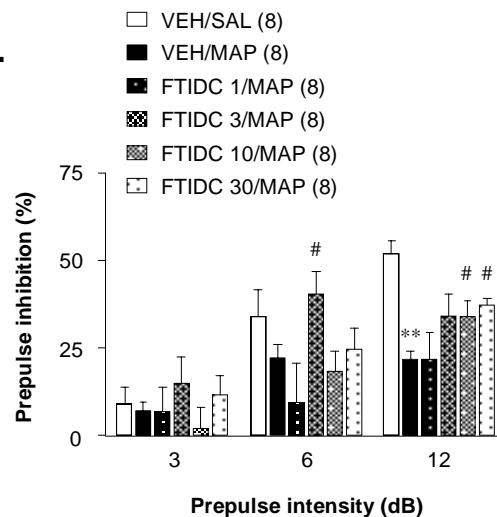 VEH/SAL (8)
VEH/MAP (8)
FTIDC 1/MAP (8)
FTIDC 3/MAP (8)
FTIDC 10/MAP (8)
FTIDC 30/MAP (8)
Prepulse inhibition (%)
75
50
25
0
#
**
# #
3 6 12
Prepulse intensity (dB)